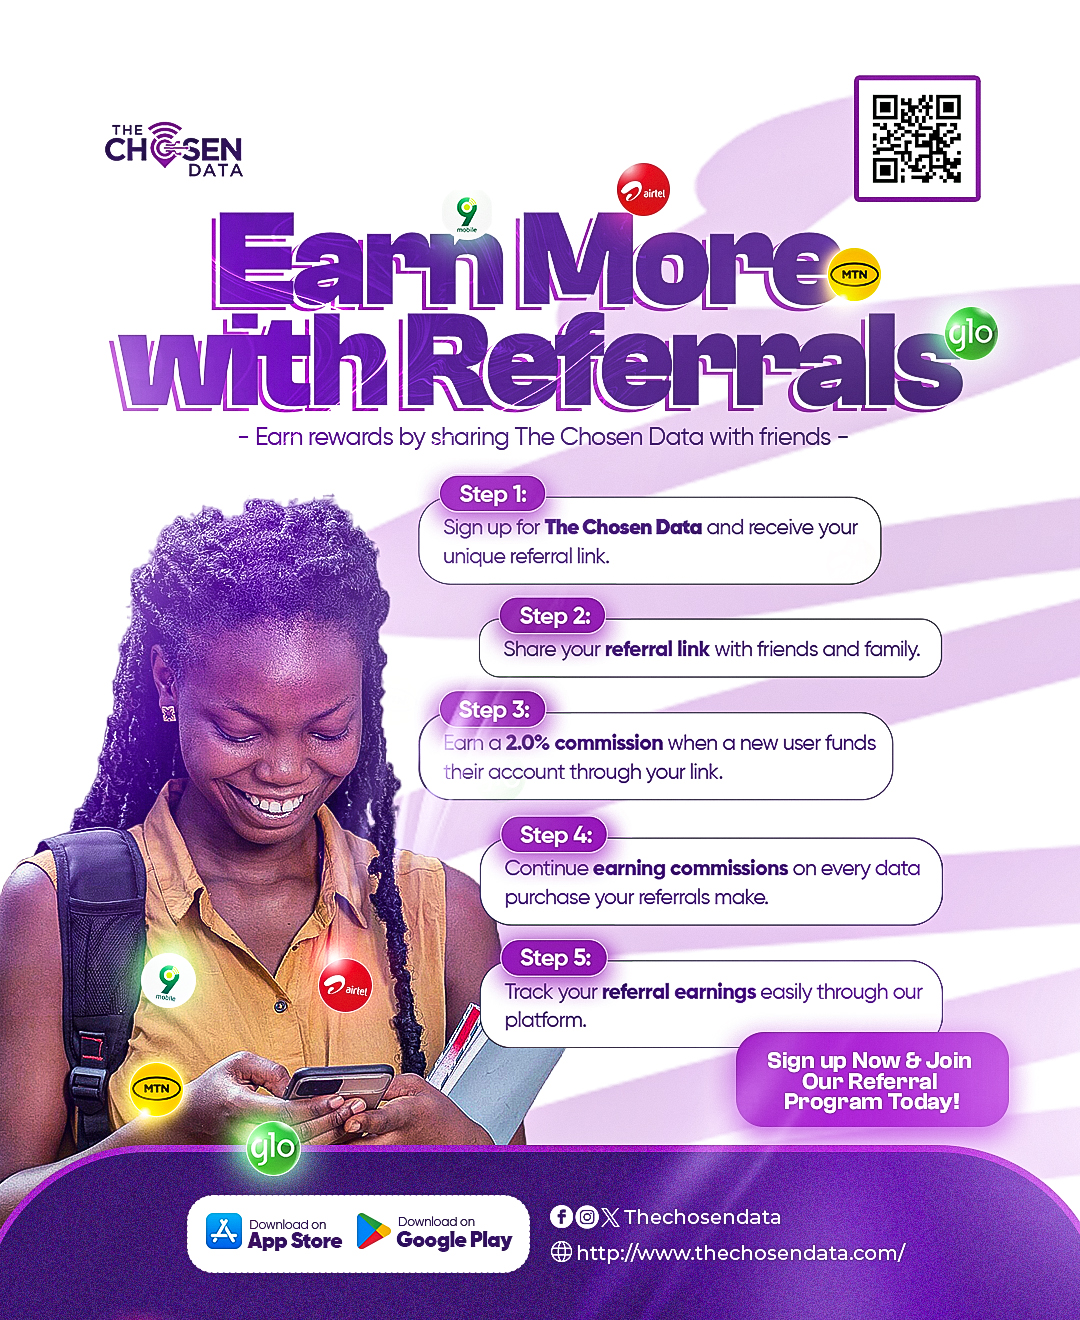 THE
CHOSEN
DATA
9
mobile
airtel
Earn More
MTN
with Referrals
glo
- Earn rewards by sharing The Chosen Data with friends -
Step 1:
Sign up for The Chosen Data and receive your
unique referral link.
Step 2:
Share your referral link with friends and family.
Step 3:
Earn a 2.0% commission when a new user funds
their account through your link.
Step 4:
Continue earning commissions on every data
purchase your referrals make.
Step 5:
Track your referral earnings easily through our
platform.
9
mobile
airtel
MTN
glo
Sign up Now & Join
Our Referral
Program Today!
Download on
App Store
Download on
Google Play
Thechosendata
http://www.thechosendata.com/